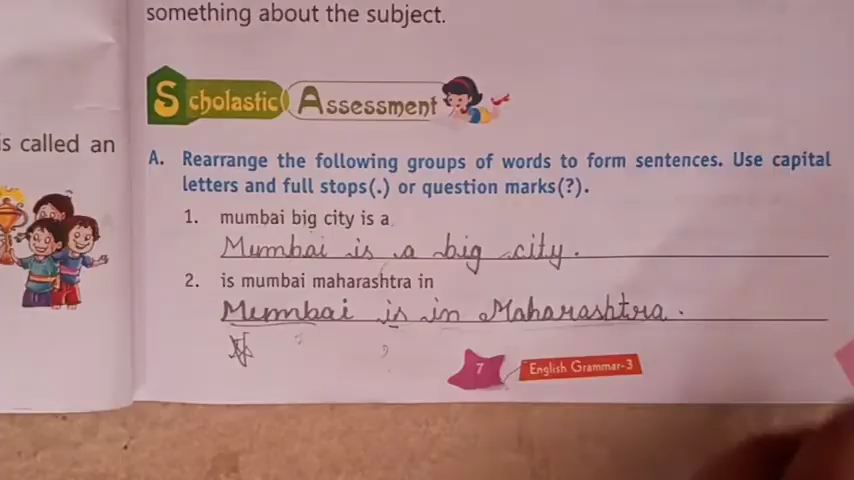 something about the subject.
Scholastic Assessment
is called an
A. Rearrange the following groups of words to form sentences. Use capital
letters and full stops(.) or question marks(?).
1. mumbai big city is a
Mumbai is a big city.
2. is mumbai maharashtra in
Mumbai is in Maharashtra.
7 English Grammar-3